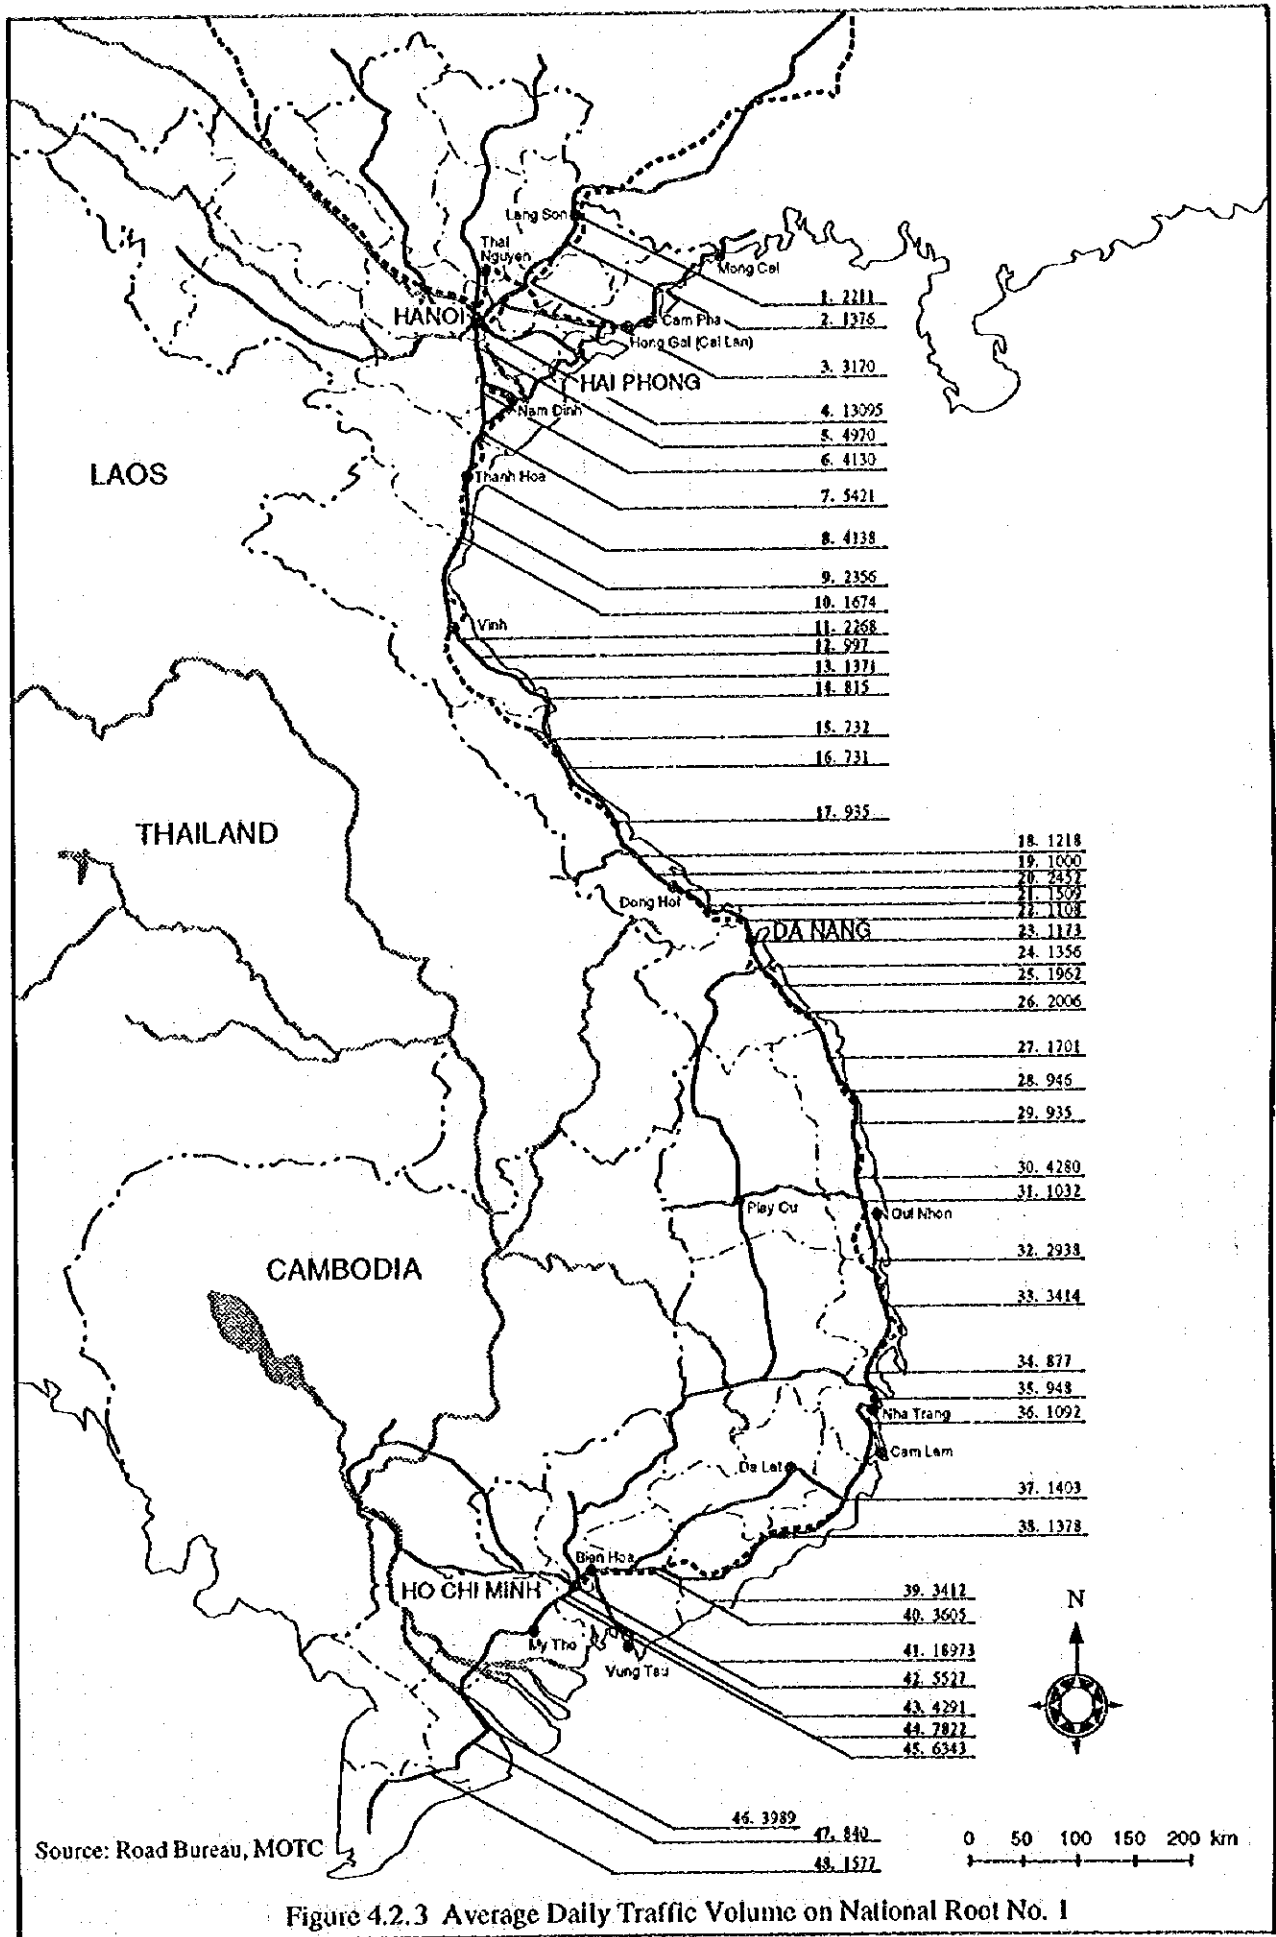 Lang Son
Thai
Nguyen
Mong Cai
1. 2211
HANOI
Cam Pha
2. 1376
Hong Gai (Cai Lan)
3. 3170
HAI PHONG
Nam Dinh
4. 13095
5. 4970
6. 4130
LAOS
Thanh Hoa
7. 5421
8. 4138
9. 2356
10. 1674
Vinh
11. 2268
12. 997
13. 1371
14. 815
15. 732
16. 731
17. 935
THAILAND
18. 1218
19. 1000
20. 2452
21. 1509
Dong Hoi
22. 1108
DA NANG
23. 1173
24. 1356
25. 1962
26. 2006
27. 1701
28. 946
29. 935
30. 4280
31. 1032
Play Cu
Qui Nhon
32. 2938
CAMBODIA
33. 3414
34. 877
35. 948
Nha Trang
36. 1092
Cam Lam
Da Lat
37. 1403
38. 1378
Bien Hoa
HO CHI MINH
39. 3412
N
40. 3605
My Tho
Vung Tau
41. 18973
42. 5527
43. 4291
44. 7822
45. 6343
46. 3989
47. 840
48. 1577
Source: Road Bureau, MOTC
0 50 100 150 200 km
Figure 4.2.3 Average Daily Traffic Volume on National Root No. 1